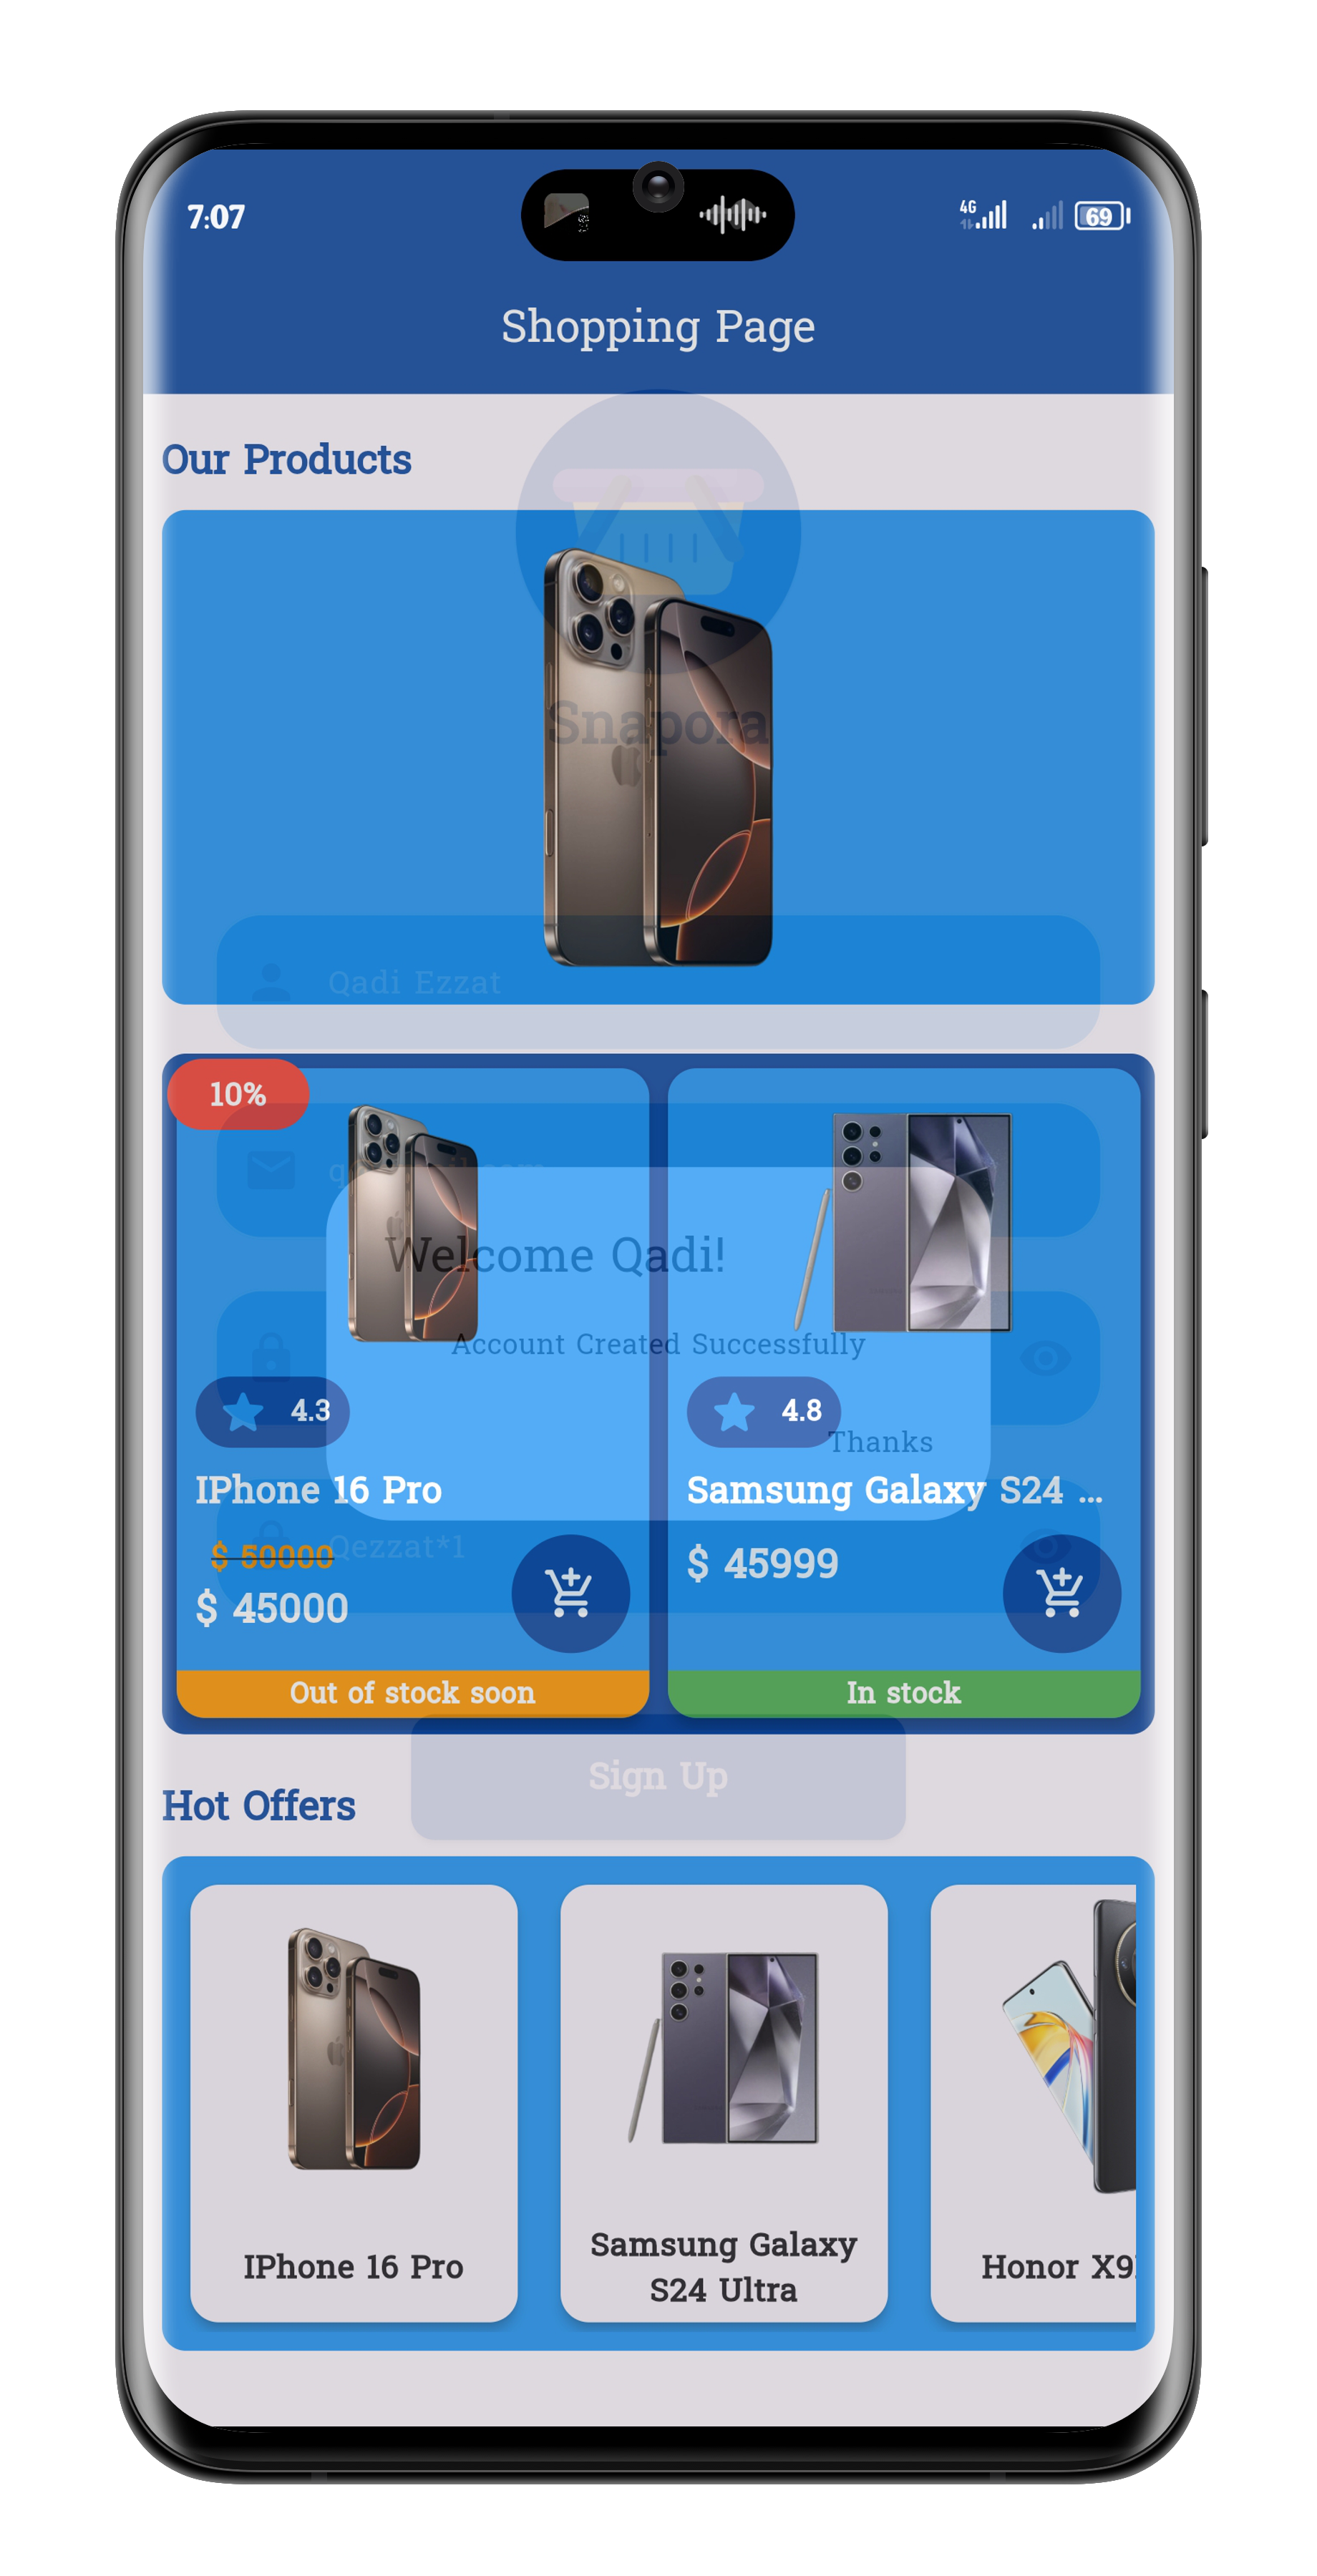 7:07
4G
69
Shopping Page
Our Products
Snapora
Qadi Ezzat
10%
Welcome Qadi!
Account Created Successfully
4.3
4.8
Thanks
IPhone 16 Pro
Samsung Galaxy S24 ...
$ 50000
Qezzat*1
$ 45000
$ 45999
Out of stock soon
In stock
Sign Up
Hot Offers
IPhone 16 Pro
Samsung Galaxy
S24 Ultra
Honor X9